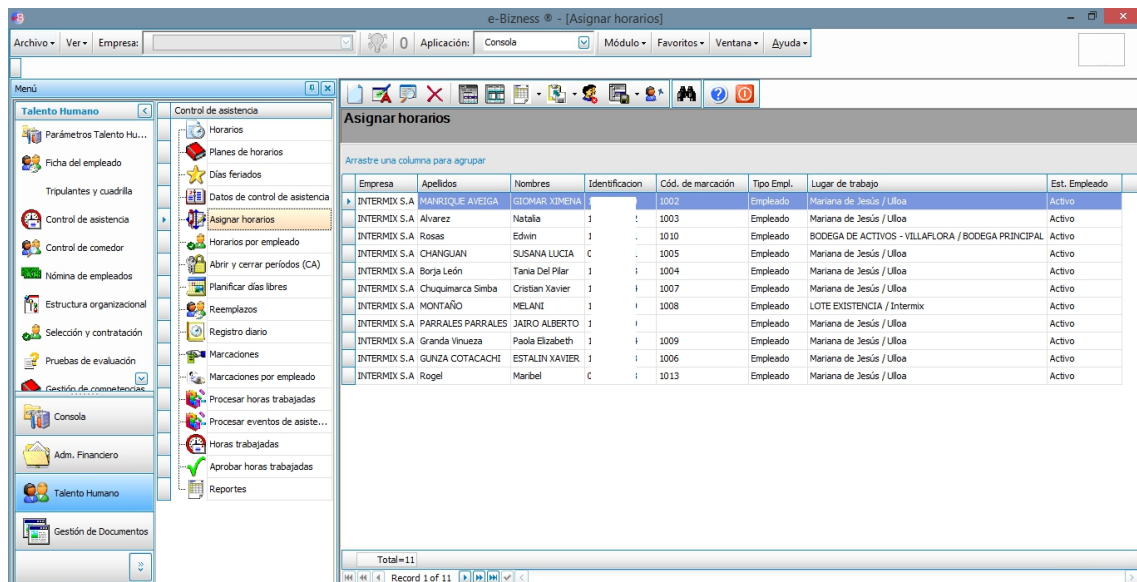 e-Bizness ® - [Asignar horarios]
Archivo Ver Empresa: 0 Aplicación: Consola Módulo Favoritos Ventana Ayuda
Menú
Talento Humano
Parámetros Talento Hu...
Ficha del empleado
Tripulantes y cuadrilla
Control de asistencia
Control de comedor
Nómina de empleados
Estructura organizacional
Selección y contratación
Pruebas de evaluación
Gestión de competencias
Consola
Adm. Financiero
Talento Humano
Gestión de Documentos
Control de asistencia
Horarios
Planes de horarios
Días feriados
Datos de control de asistencia
Asignar horarios
Horarios por empleado
Abrir y cerrar períodos (CA)
Planificar días libres
Reemplazos
Registro diario
Marcaciones
Marcaciones por empleado
Procesar horas trabajadas
Procesar eventos de asiste...
Horas trabajadas
Aprobar horas trabajadas
Reportes
Asignar horarios
Arrastre una columna para agrupar
Empresa Apellidos Nombres Identificacion Cód. de marcación Tipo Empl. Lugar de trabajo Est. Empleado
INTERMIX S.A MANRIQUE AVEIGA GIOMAR XIMENA 1002 Empleado Mariana de Jesús / Ulloa Activo
INTERMIX S.A Alvarez Natalia 1 2 1003 Empleado Mariana de Jesús / Ulloa Activo
INTERMIX S.A Rosas Edwin 1 1010 Empleado BODEGA DE ACTIVOS - VILLAFLORA / BODEGA PRINCIPAL Activo
INTERMIX S.A CHANGUAN SUSANA LUCIA 0 1005 Empleado Mariana de Jesús / Ulloa Activo
INTERMIX S.A Borja León Tania Del Pilar 1 1004 Empleado Mariana de Jesús / Ulloa Activo
INTERMIX S.A Chuquimarca Simba Cristian Xavier 1 1007 Empleado Mariana de Jesús / Ulloa Activo
INTERMIX S.A MONTAÑO MELANI 1 1008 Empleado LOTE EXISTENCIA / Intermix Activo
INTERMIX S.A PARRALES PARRALES JAIRO ALBERTO 1 Empleado Mariana de Jesús / Ulloa Activo
INTERMIX S.A Granda Vinueza Paola Elizabeth 1 1009 Empleado Mariana de Jesús / Ulloa Activo
INTERMIX S.A GUNZA COTACACHI ESTALIN XAVIER 1 1006 Empleado Mariana de Jesús / Ulloa Activo
INTERMIX S.A Rogel Maribel 1013 Empleado Mariana de Jesús / Ulloa Activo
Total=11
Record 1 of 11